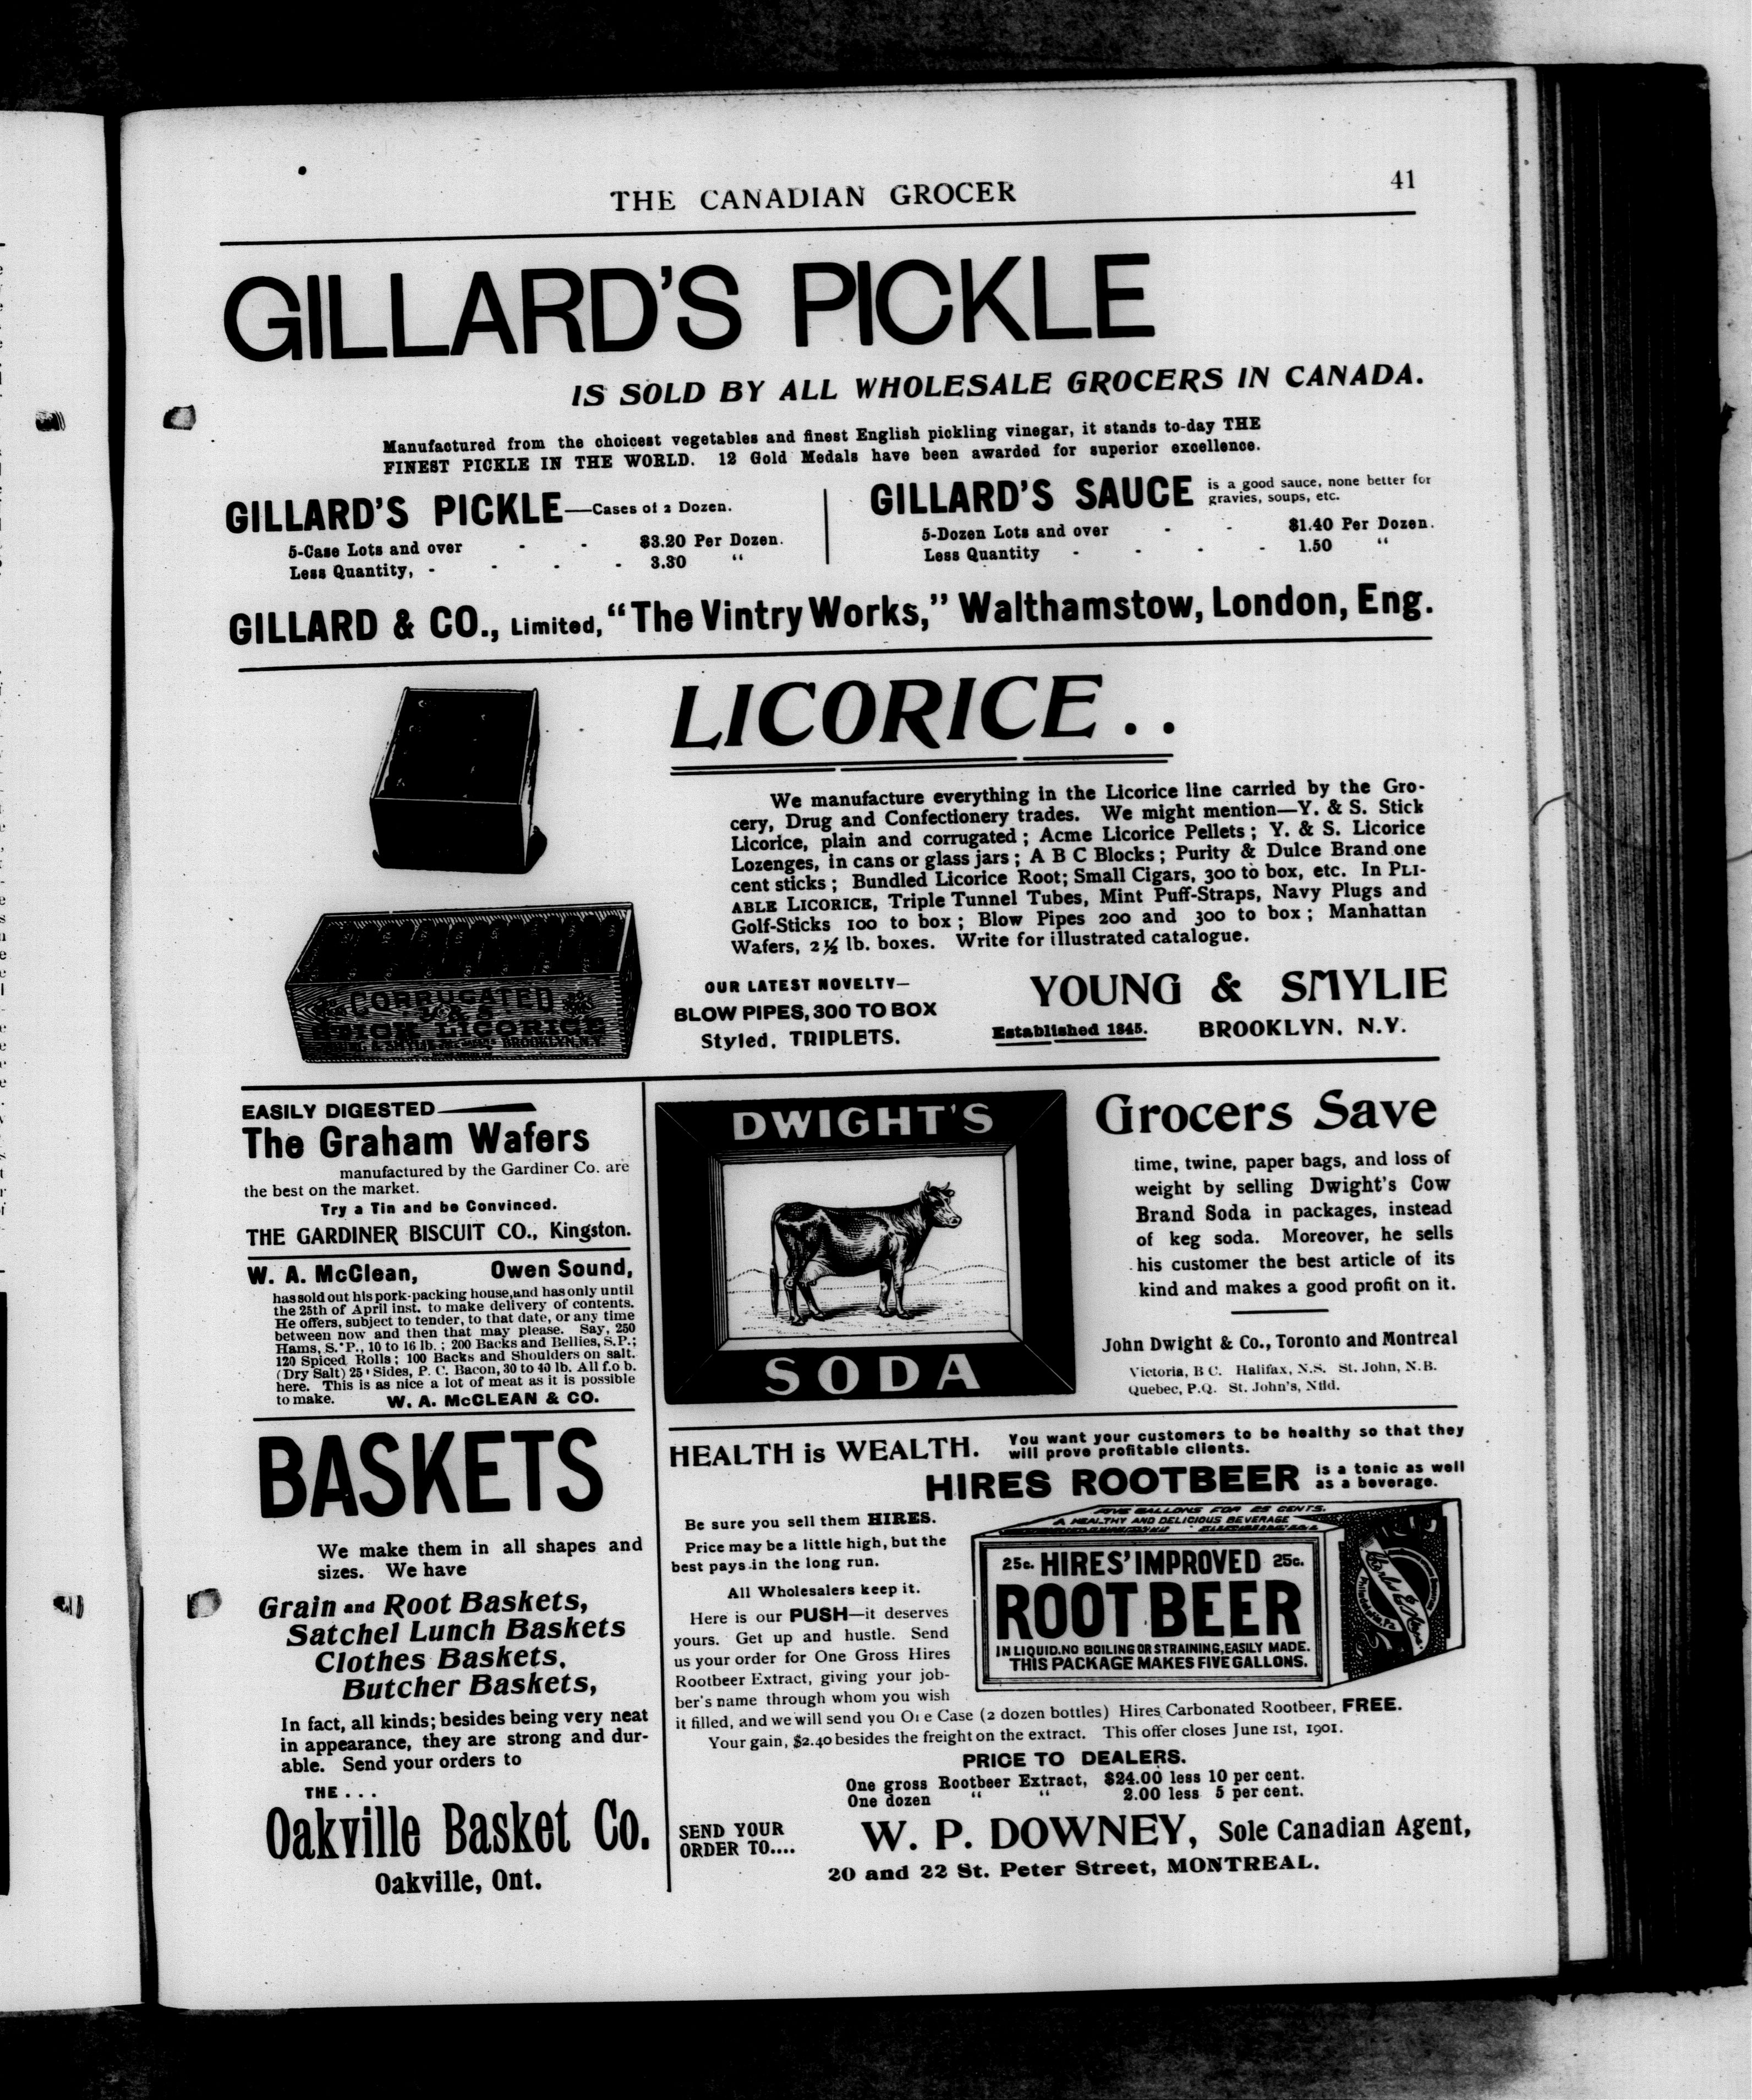 THE CANADIAN GROCER
41
GILLARD'S PICKLE
IS SOLD BY ALL WHOLESALE GROCERS IN CANADA.
Manufactured from the choicest vegetables and finest English pickling vinegar, it stands to-day THE
FINEST PICKLE IN THE WORLD. 12 Gold Medals have been awarded for superior excellence.
GILLARD'S PICKLE—Cases of 2 Dozen.
5-Case Lots and over - - $3.20 Per Dozen.
Less Quantity, - - - - 3.30 "
GILLARD'S SAUCE is a good sauce, none better for
gravies, soups, etc.
5-Dozen Lots and over - - $1.40 Per Dozen.
Less Quantity - - - - 1.50 "
GILLARD & CO., Limited, "The Vintry Works," Walthamstow, London, Eng.
LICORICE . .
We manufacture everything in the Licorice line carried by the Gro-
cery, Drug and Confectionery trades. We might mention—Y. & S. Stick
Licorice, plain and corrugated ; Acme Licorice Pellets ; Y. & S. Licorice
Lozenges, in cans or glass jars ; A B C Blocks ; Purity & Dulce Brand one
cent sticks ; Bundled Licorice Root; Small Cigars, 300 to box, etc. In PLI-
ABLE LICORICE, Triple Tunnel Tubes, Mint Puff-Straps, Navy Plugs and
Golf-Sticks 100 to box ; Blow Pipes 200 and 300 to box ; Manhattan
Wafers, 2½ lb. boxes. Write for illustrated catalogue.
CORRUGATED
Y & S
STICK LICORICE
YOUNG & SMYLIE BROOKLYN, N.Y.
OUR LATEST NOVELTY—
BLOW PIPES, 300 TO BOX
Styled, TRIPLETS.
YOUNG & SMYLIE
Established 1845. BROOKLYN, N.Y.
EASILY DIGESTED
The Graham Wafers
manufactured by the Gardiner Co. are
the best on the market.
Try a Tin and be Convinced.
THE GARDINER BISCUIT CO., Kingston.
W. A. McClean, Owen Sound,
has sold out his pork-packing house, and has only until
the 25th of April inst. to make delivery of contents.
He offers, subject to tender, to that date, or any time
between now and then that may please. Say, 250
Hams, S. P., 10 to 16 lb. ; 200 Backs and Bellies, S.P.;
120 Spiced Rolls ; 100 Backs and Shoulders on salt.
(Dry Salt) 25 Sides, P. C. Bacon, 30 to 40 lb. All f.o b.
here. This is as nice a lot of meat as it is possible
to make. W. A. McCLEAN & CO.
BASKETS
We make them in all shapes and
sizes. We have
Grain and Root Baskets,
Satchel Lunch Baskets
Clothes Baskets,
Butcher Baskets,
In fact, all kinds; besides being very neat
in appearance, they are strong and dur-
able. Send your orders to
THE . . .
Oakville Basket Co.
Oakville, Ont.
DWIGHT'S
SODA
Grocers Save
time, twine, paper bags, and loss of
weight by selling Dwight's Cow
Brand Soda in packages, instead
of keg soda. Moreover, he sells
his customer the best article of its
kind and makes a good profit on it.
John Dwight & Co., Toronto and Montreal
Victoria, B C. Halifax, N.S. St. John, N.B.
Quebec, P.Q. St. John's, Nfld.
HEALTH is WEALTH. You want your customers to be healthy so that they
will prove profitable clients.
HIRES ROOTBEER is a tonic as well
as a beverage.
Be sure you sell them HIRES.
Price may be a little high, but the
best pays in the long run.
All Wholesalers keep it.
Here is our PUSH—it deserves
yours. Get up and hustle. Send
us your order for One Gross Hires
Rootbeer Extract, giving your job-
ber's name through whom you wish
it filled, and we will send you One Case (2 dozen bottles) Hires Carbonated Rootbeer, FREE.
Your gain, $2.40 besides the freight on the extract. This offer closes June 1st, 1901.
FIVE GALLONS FOR 25 CENTS.
A HEALTHY AND DELICIOUS BEVERAGE
25c. HIRES' IMPROVED 25c.
ROOT BEER
IN LIQUID. NO BOILING OR STRAINING, EASILY MADE.
THIS PACKAGE MAKES FIVE GALLONS.
PRICE TO DEALERS.
One gross Rootbeer Extract, $24.00 less 10 per cent.
One dozen " " 2.00 less 5 per cent.
SEND YOUR
ORDER TO....
W. P. DOWNEY, Sole Canadian Agent,
20 and 22 St. Peter Street, MONTREAL.